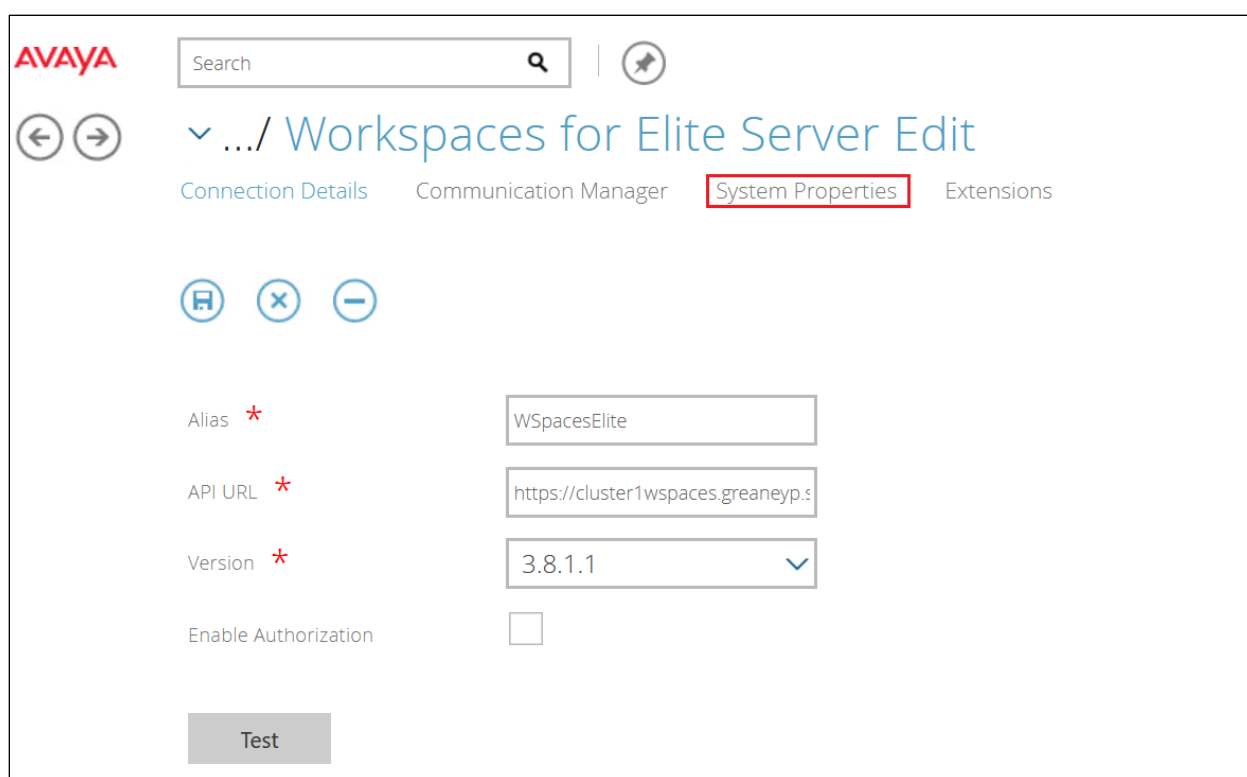 AVAYA
Search
.../ Workspaces for Elite Server Edit
Connection Details Communication Manager System Properties Extensions
Alias *
WSpacesElite
API URL *
https://cluster1wspaces.greaneyp.s
Version *
3.8.1.1
Enable Authorization
Test